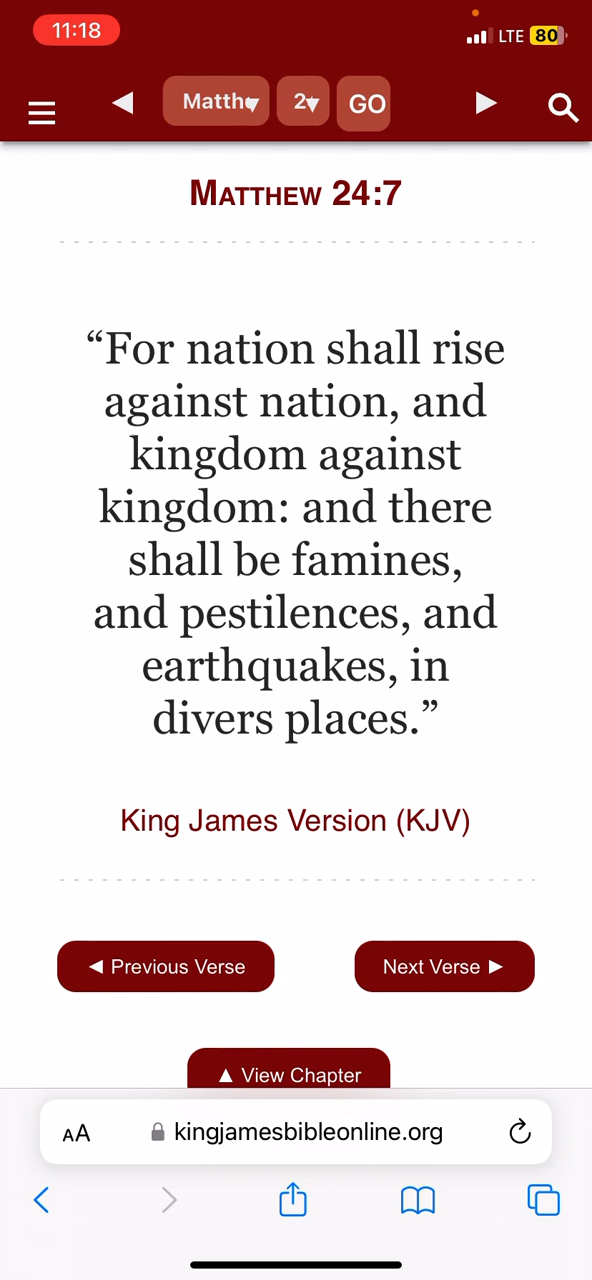 11:18
LTE 80
Matth
2
GO
MATTHEW 24:7
“For nation shall rise
against nation, and
kingdom against
kingdom: and there
shall be famines,
and pestilences, and
earthquakes, in
divers places.”
King James Version (KJV)
◄ Previous Verse
Next Verse ►
▲ View Chapter
AA
kingjamesbibleonline.org